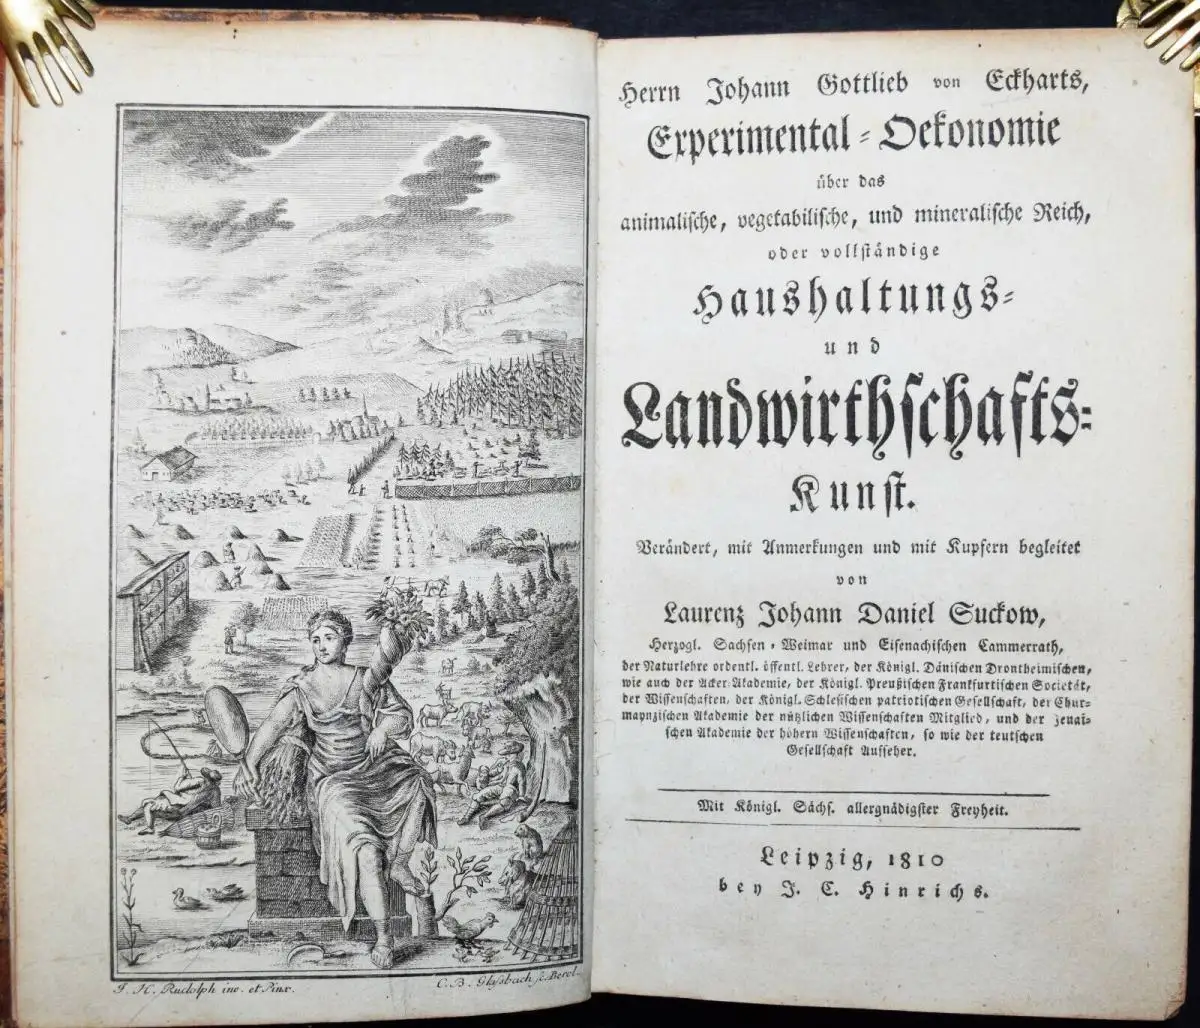 J. H. Rudolph inv. et Pinx.
C. B. Glaſsbach ſc. Berol.
Herrn Johann Gottlieb von Eckharts,
Experimental-Oekonomie
über das
animalische, vegetabilische, und mineralische Reich,
oder vollständige
Haushaltungs-
und
Landwirthschafts-
Kunst.
Verändert, mit Anmerkungen und mit Kupfern begleitet
von
Laurenz Johann Daniel Suckow,
Herzogl. Sachsen-Weimar und Eisenachischen Cammerrath,
der Naturlehre ordentl. öffentl. Lehrer, der Königl. Dänischen Drontheimischen,
wie auch der Acker-Akademie, der Königl. Preußischen Frankfurtischen Societät,
der Wissenschaften, der Königl. Schlesischen patriotischen Gesellschaft, der Chur-
maynzischen Akademie der nützlichen Wissenschaften Mitglied, und der Jenai-
schen Akademie der höhern Wissenschaften, so wie der teutschen
Gesellschaft Aufseher.
Mit Königl. Sächs. allergnädigster Freyheit.
Leipzig, 1810
bey J. C. Hinrichs.